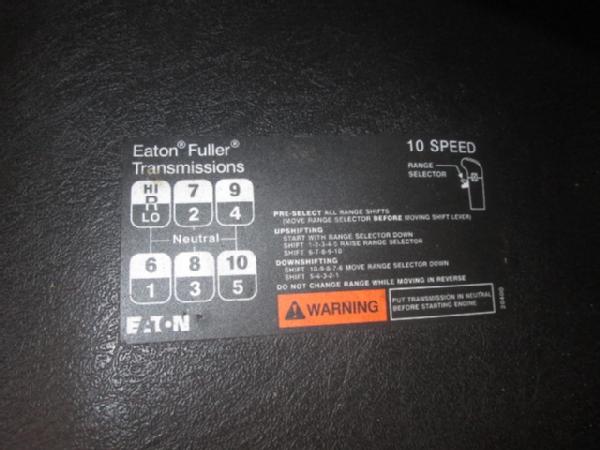 Eaton® Fuller®
Transmissions
10 SPEED
RANGE
SELECTOR
HI 7 9
R
LO 2 4
Neutral
6 8 10
1 3 5
PRE-SELECT ALL RANGE SHIFTS
(MOVE RANGE SELECTOR BEFORE MOVING SHIFT LEVER)
UPSHIFTING
START WITH RANGE SELECTOR DOWN
SHIFT 1-2-3-4-5 RAISE RANGE SELECTOR
SHIFT 6-7-8-9-10
DOWNSHIFTING
SHIFT 10-9-8-7-6 MOVE RANGE SELECTOR DOWN
SHIFT 5-4-3-2-1
DO NOT CHANGE RANGE WHILE MOVING IN REVERSE
WARNING
PUT TRANSMISSION IN NEUTRAL
BEFORE STARTING ENGINE
EATON